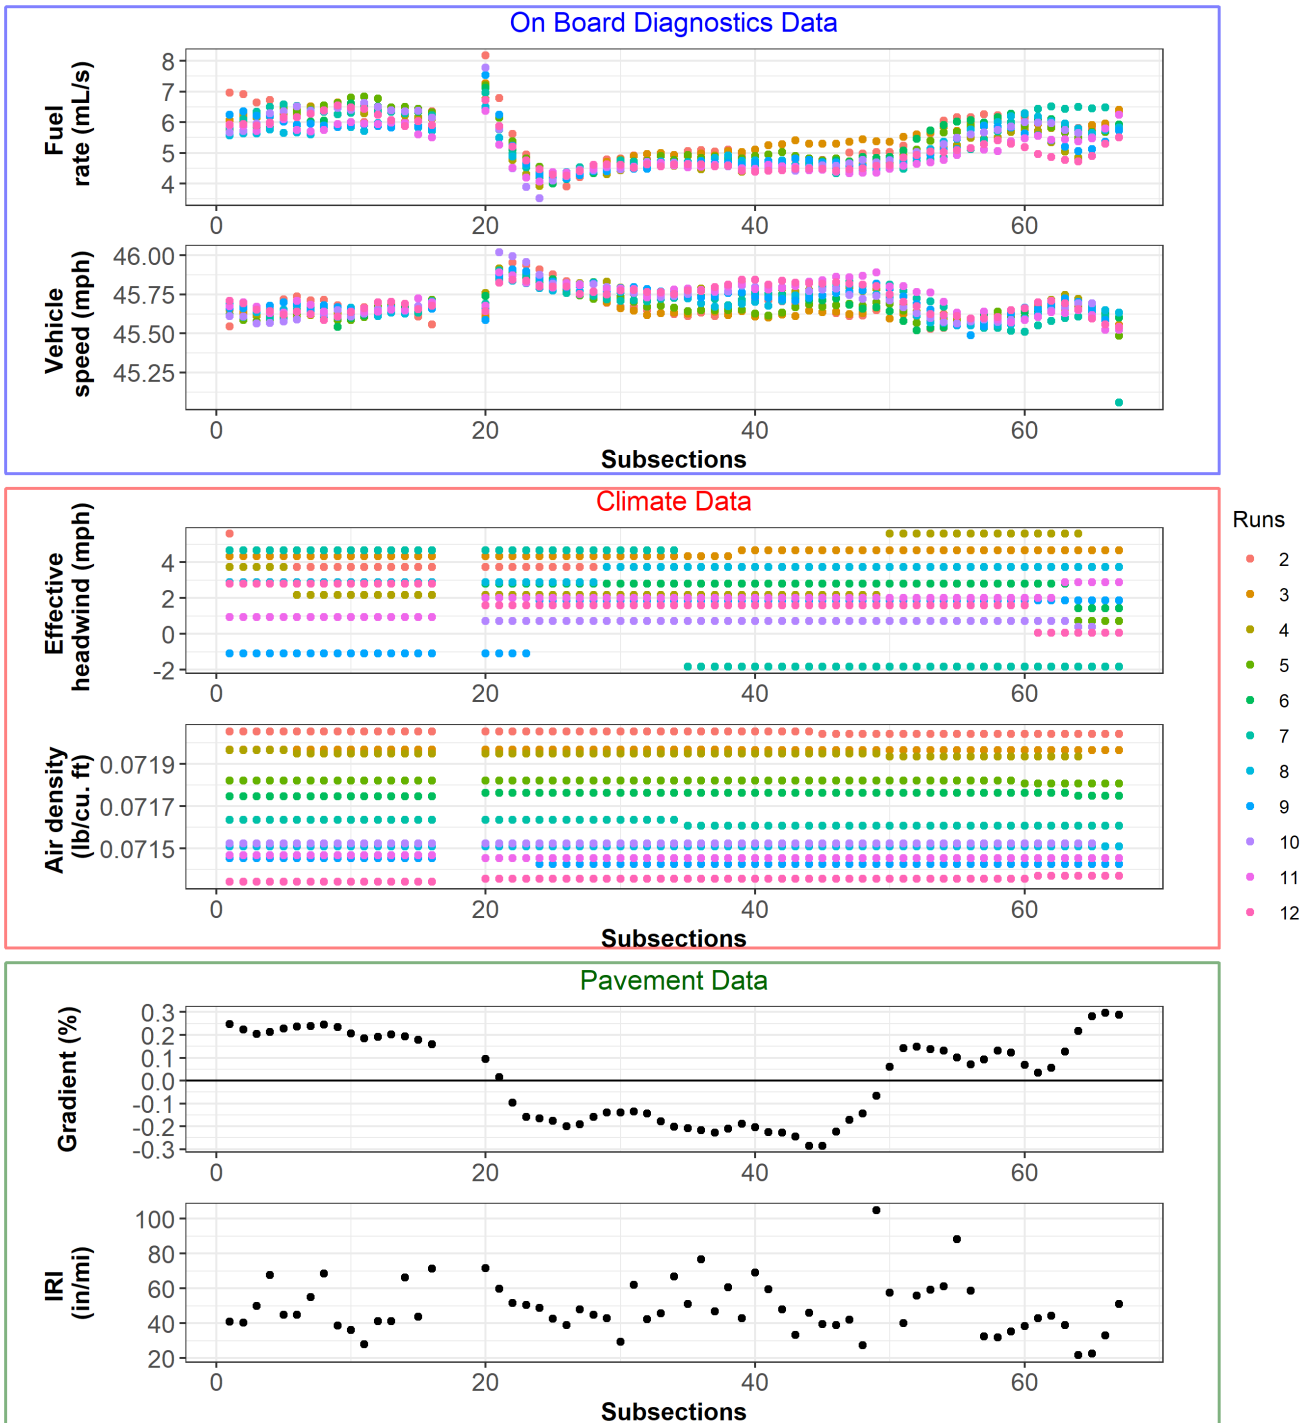 On Board Diagnostics Data
Fuel
rate (mL/s)
8
7
6
5
4
0 20 40 60
Vehicle
speed (mph)
46.00
45.75
45.50
45.25
0 20 40 60
Subsections
Climate Data
Effective
headwind (mph)
4
2
0
-2
0 20 40 60
Air density
(lb/cu. ft)
0.0719
0.0717
0.0715
0 20 40 60
Subsections
Runs
2
3
4
5
6
7
8
9
10
11
12
Pavement Data
Gradient (%)
0.3
0.2
0.1
0.0
-0.1
-0.2
-0.3
0 20 40 60
IRI
(in/mi)
100
80
60
40
20
0 20 40 60
Subsections